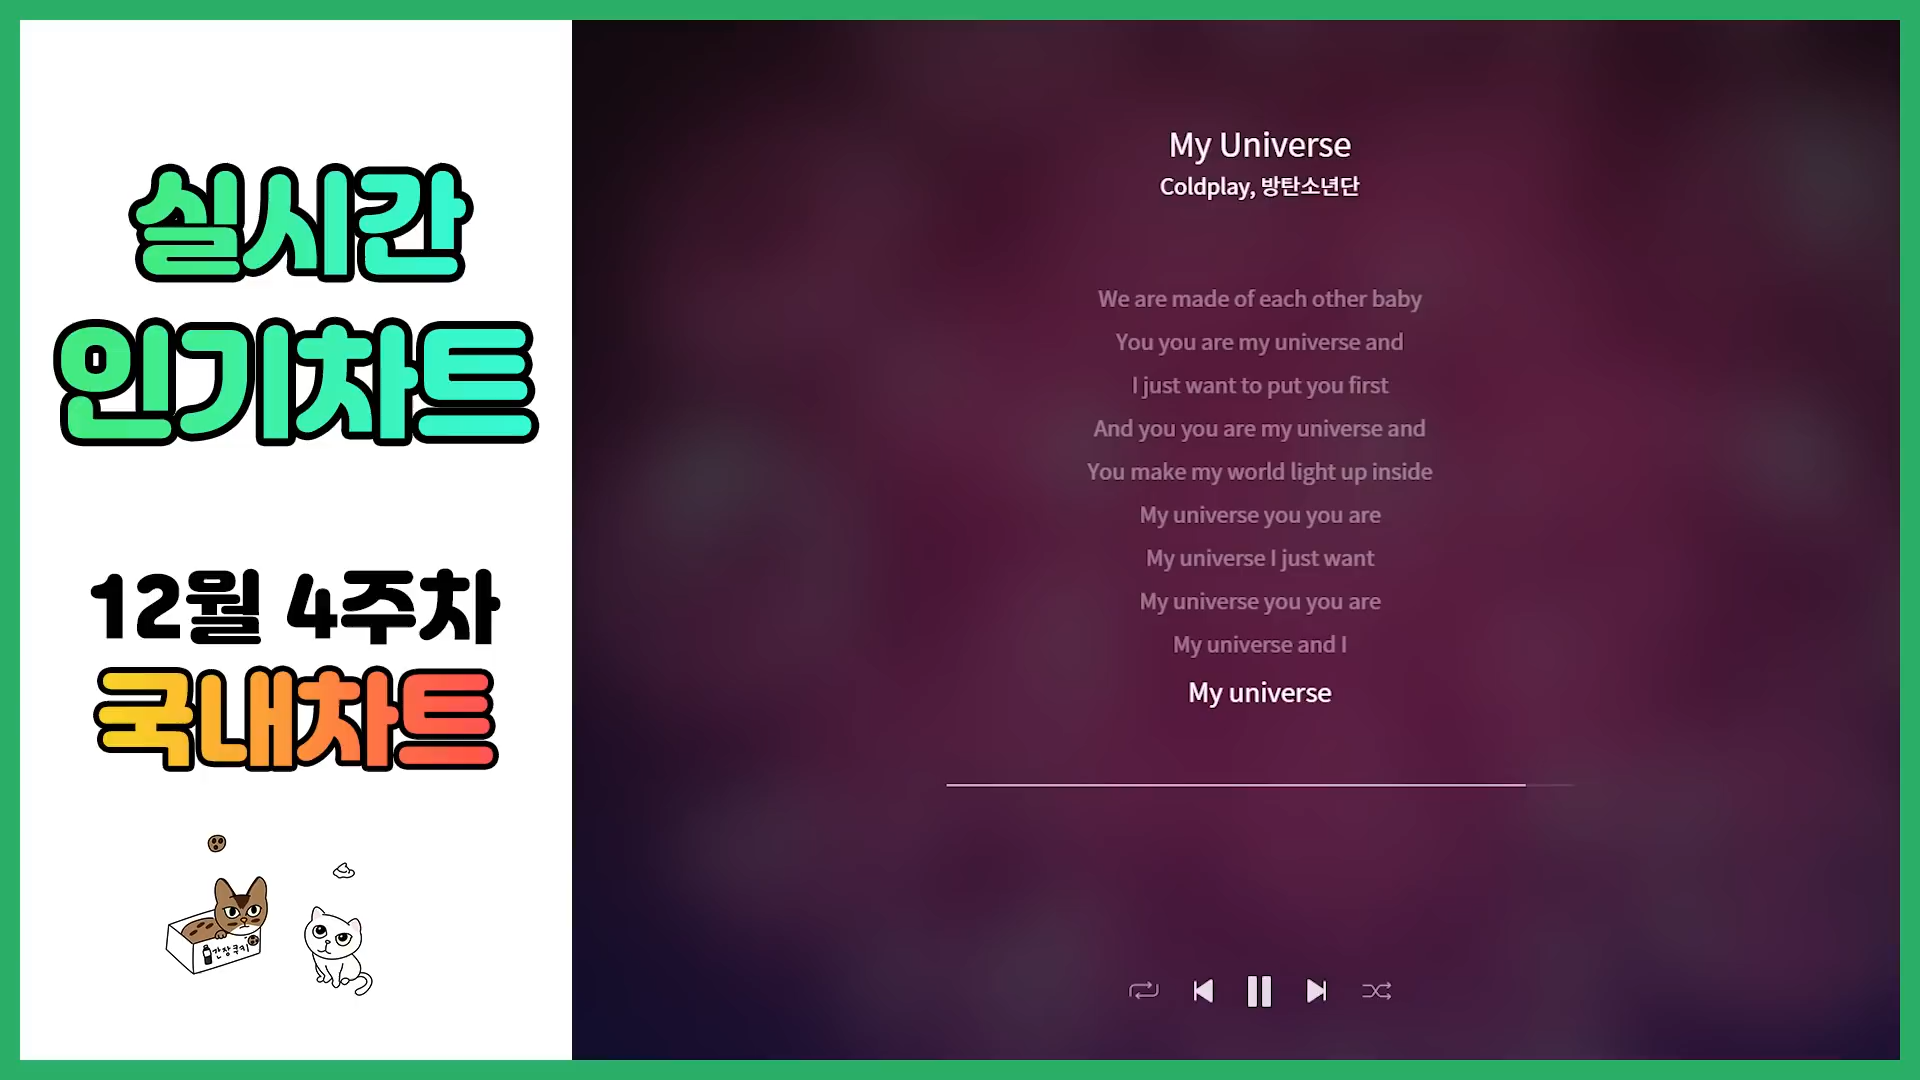 실시간
인기차트
12월 4주차
국내차트
간장쿠키
My Universe
Coldplay, 방탄소년단
We are made of each other baby
You you are my universe and
I just want to put you first
And you you are my universe and
You make my world light up inside
My universe you you are
My universe I just want
My universe you you are
My universe and I
My universe